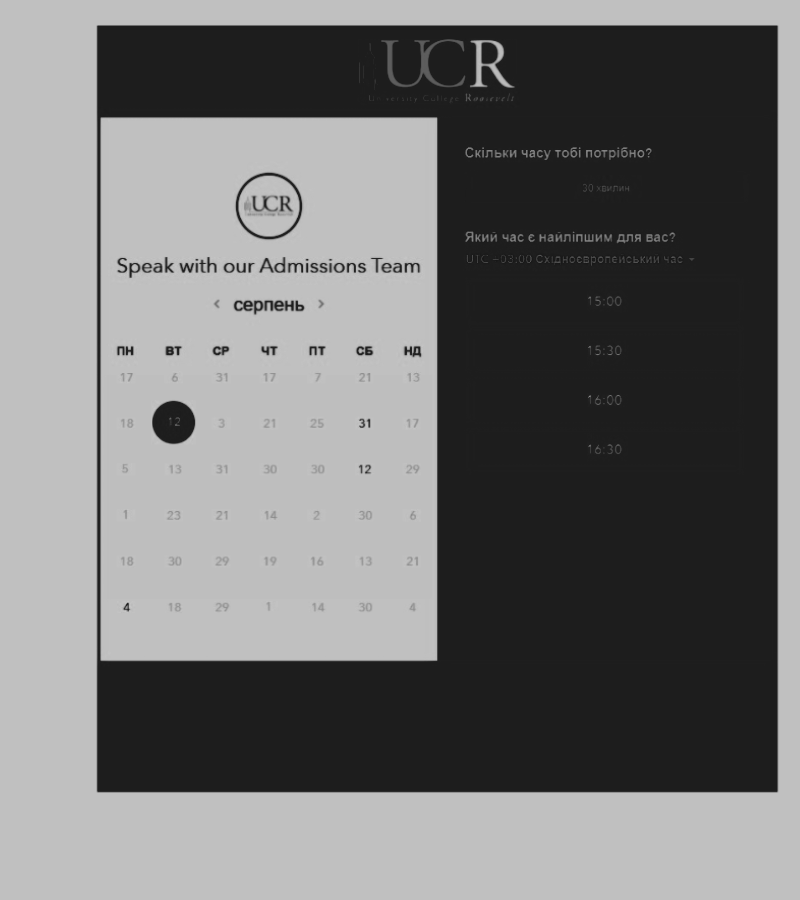 UCR
University College Roosevelt
UCR
Speak with our Admissions Team
< серпень >
ПН ВТ СР ЧТ ПТ СБ НД
17 6 31 17 7 21 13
18 12 3 21 25 31 17
5 13 31 30 30 12 29
1 23 21 14 2 30 6
18 30 29 19 16 13 21
4 18 29 1 14 30 4
Скільки часу тобі потрібно?
30 хвилин
Який час є найліпшим для вас?
UTC +03:00 Східноєвропейський час
15:00
15:30
16:00
16:30